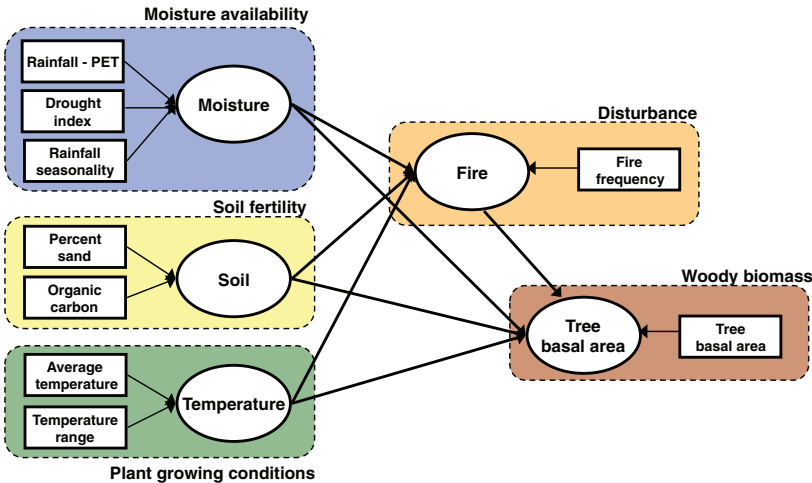 Moisture availability
Rainfall - PET
Drought
index
Rainfall
seasonality
Moisture
Soil fertility
Percent
sand
Organic
carbon
Soil
Average
temperature
Temperature
range
Temperature
Plant growing conditions
Disturbance
Fire
Fire
frequency
Woody biomass
Tree
basal area
Tree
basal area